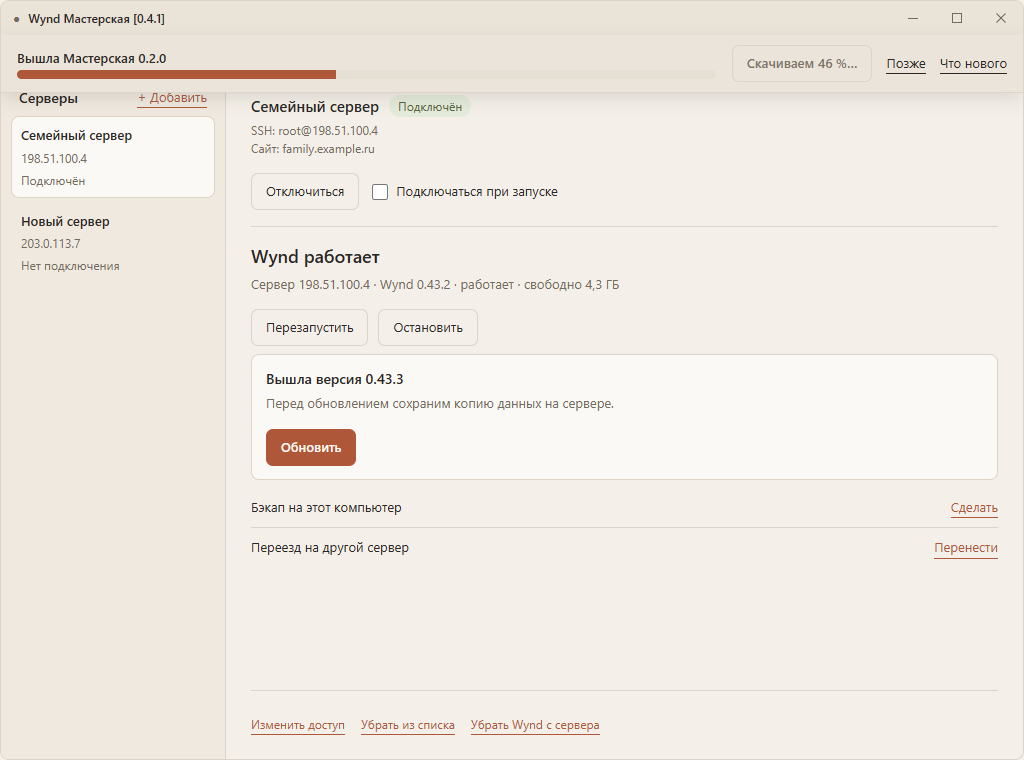 Wynd Мастерская [0.4.1]
Вышла Мастерская 0.2.0
Скачиваем 46 %...
Позже
Что нового
Серверы
+ Добавить
Семейный сервер
198.51.100.4
Подключён
Новый сервер
203.0.113.7
Нет подключения
Семейный сервер
Подключён
SSH: root@198.51.100.4
Сайт: family.example.ru
Отключиться
Подключаться при запуске
Wynd работает
Сервер 198.51.100.4 · Wynd 0.43.2 · работает · свободно 4,3 ГБ
Перезапустить
Остановить
Вышла версия 0.43.3
Перед обновлением сохраним копию данных на сервере.
Обновить
Бэкап на этот компьютер
Сделать
Переезд на другой сервер
Перенести
Изменить доступ
Убрать из списка
Убрать Wynd с сервера